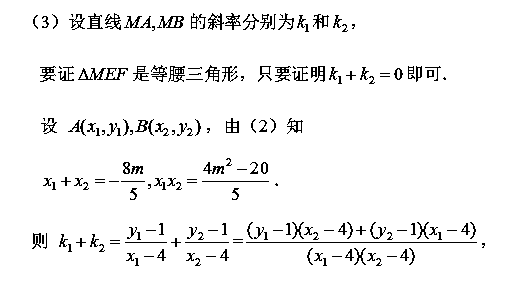 （3）设直线MA,MB的斜率分别为k₁和k₂，
要证ΔMEF是等腰三角形，只要证明k₁+k₂=0即可.
设 A(x₁,y₁),B(x₂,y₂)，由（2）知
x₁+x₂=-8m/5,x₁x₂=(4m²-20)/5.
则 k₁+k₂=(y₁-1)/(x₁-4)+(y₂-1)/(x₂-4)=((y₁-1)(x₂-4)+(y₂-1)(x₁-4))/((x₁-4)(x₂-4))，